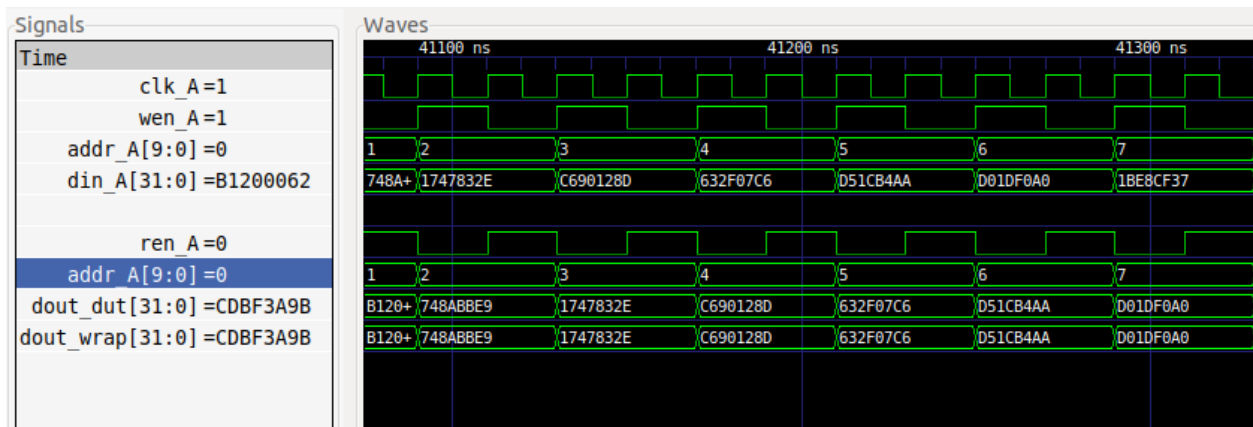 Signals Waves
Time 41100 ns 41200 ns 41300 ns
clk_A=1
wen_A=1
addr_A[9:0]=0 1 2 3 4 5 6 7
din_A[31:0]=B1200062 748A+ 1747832E C690128D 632F07C6 D51CB4AA D01DF0A0 1BE8CF37
ren_A=0
addr_A[9:0]=0 1 2 3 4 5 6 7
dout_dut[31:0]=CDBF3A9B B120+ 748ABBE9 1747832E C690128D 632F07C6 D51CB4AA D01DF0A0
dout_wrap[31:0]=CDBF3A9B B120+ 748ABBE9 1747832E C690128D 632F07C6 D51CB4AA D01DF0A0